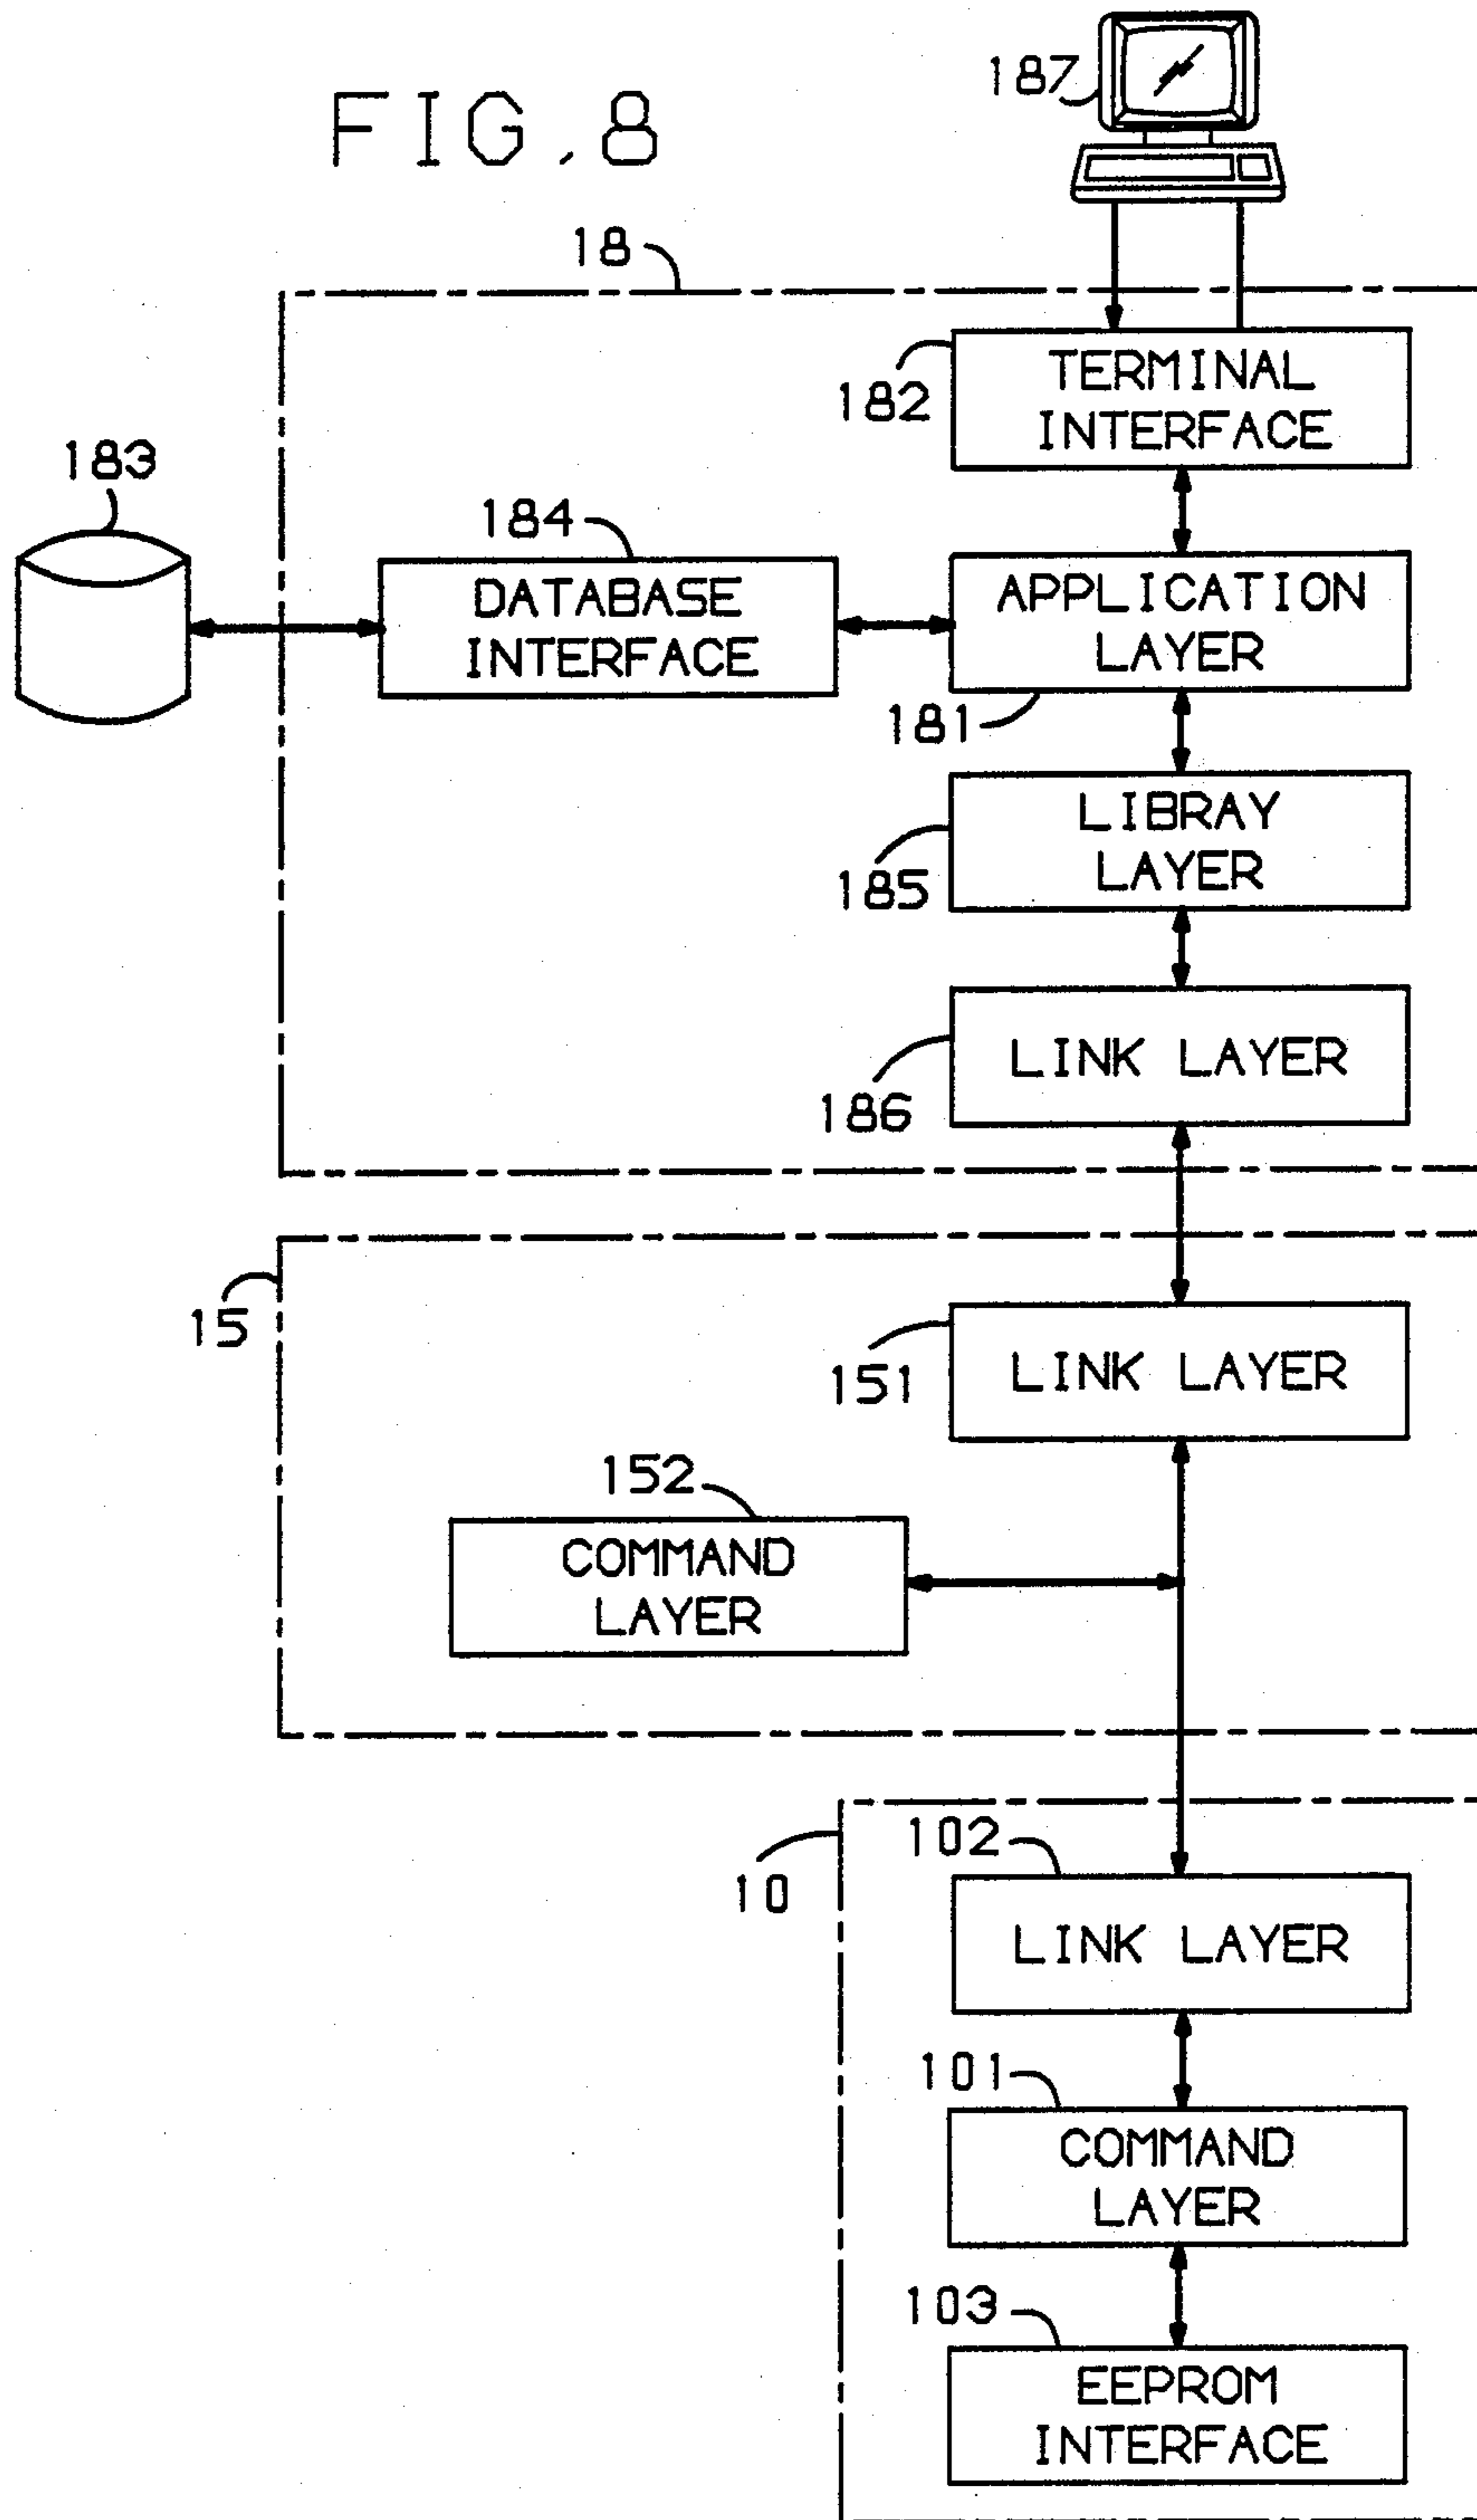 FIG.8
187
18
182
TERMINAL
INTERFACE
183
184
DATABASE
INTERFACE
APPLICATION
LAYER
181
LIBRAY
LAYER
185
LINK LAYER
186
15
LINK LAYER
151
152
COMMAND
LAYER
10
102
LINK LAYER
101
COMMAND
LAYER
103
EEPROM
INTERFACE